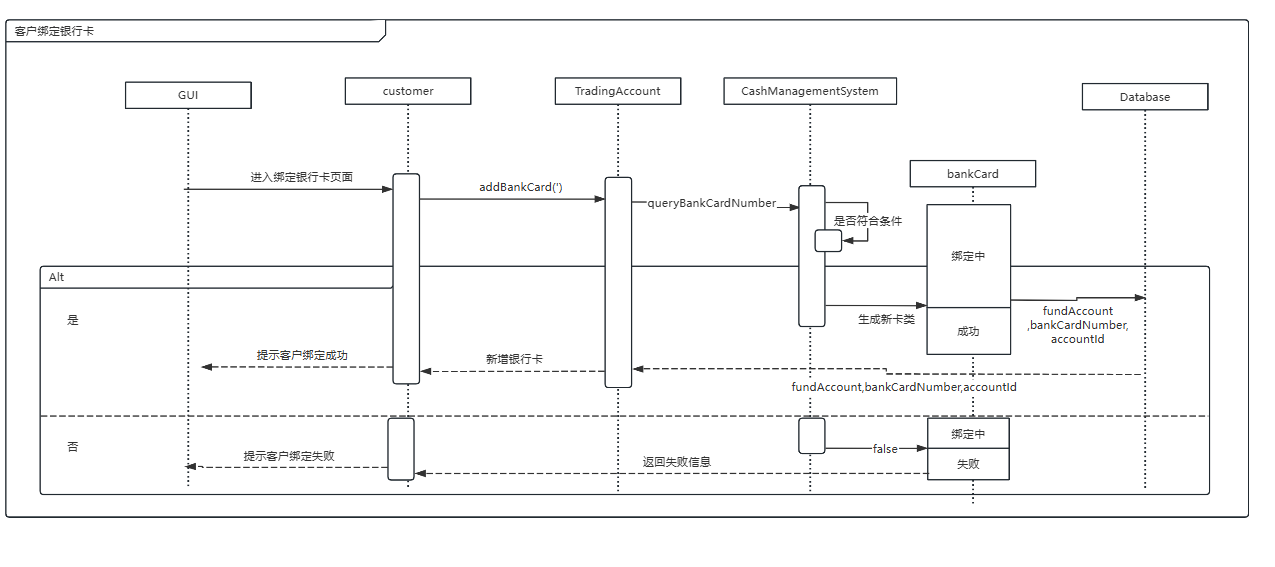 客户绑定银行卡
GUI
customer
TradingAccount
CashManagementSystem
Database
bankCard
进入绑定银行卡页面
addBankCard(')
queryBankCardNumber
是否符合条件
绑定中
Alt
是
生成新卡类
成功
fundAccount
,bankCardNumber,
accountId
提示客户绑定成功
新增银行卡
fundAccount,bankCardNumber,accountId
否
绑定中
false
提示客户绑定失败
返回失败信息
失败